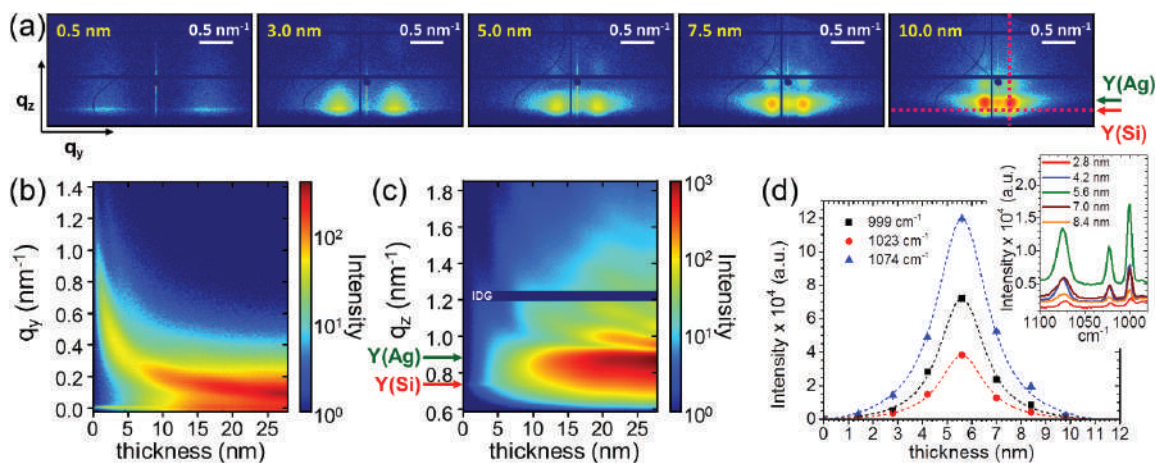 (a)
0.5 nm 0.5 nm⁻¹
3.0 nm 0.5 nm⁻¹
5.0 nm 0.5 nm⁻¹
7.5 nm 0.5 nm⁻¹
10.0 nm 0.5 nm⁻¹
q_z
q_y
Y(Ag)
Y(Si)
(b)
q_y (nm⁻¹)
1.4
1.2
1.0
0.8
0.6
0.4
0.2
0.0
0 5 10 15 20 25
thickness (nm)
10²
10¹
10⁰
Intensity
(c)
q_z (nm⁻¹)
1.8
1.6
1.4
1.2
1.0
0.8
0.6
IDG
Y(Ag)
Y(Si)
0 5 10 15 20 25
thickness (nm)
10³
10²
10¹
10⁰
Intensity
(d)
Intensity x 10⁴ (a.u.)
12
10
8
6
4
2
0
999 cm⁻¹
1023 cm⁻¹
1074 cm⁻¹
0 1 2 3 4 5 6 7 8 9 10 11 12
thickness (nm)
Intensity x 10⁴ (a.u.)
2.0
1.5
1.0
0.5
2.8 nm
4.2 nm
5.6 nm
7.0 nm
8.4 nm
1100 1050 1000
cm⁻¹